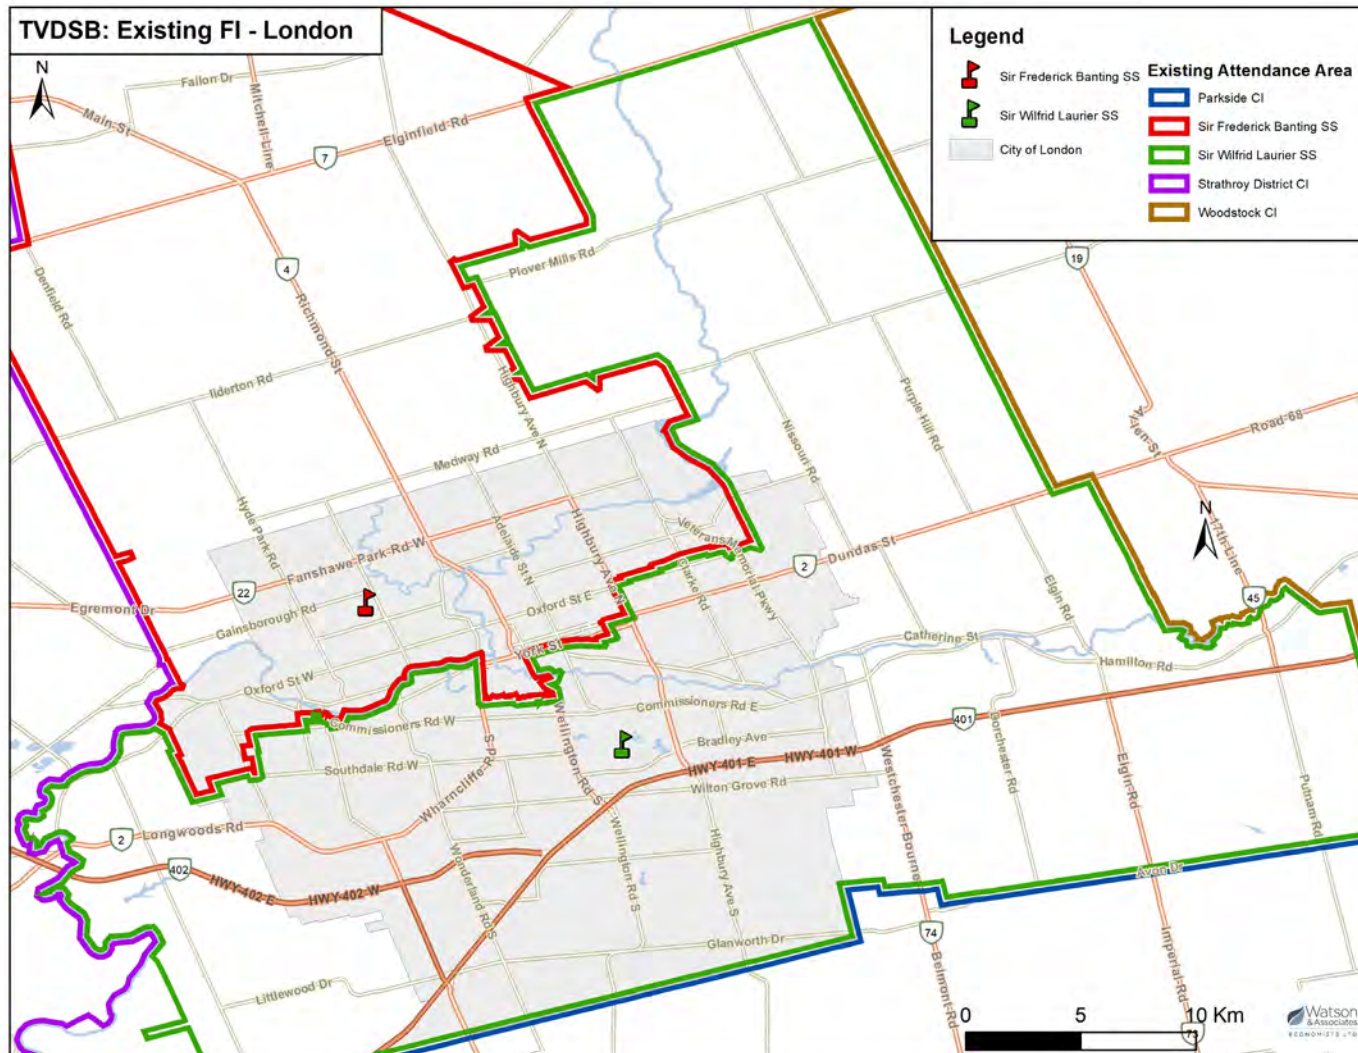 TVDSB: Existing FI - London
N
Legend
Sir Frederick Banting SS
Sir Wilfrid Laurier SS
City of London
Existing Attendance Area
Parkside CI
Sir Frederick Banting SS
Sir Wilfrid Laurier SS
Strathroy District CI
Woodstock CI
Fallon Dr
Mitchell Line
Main St
Elginfield Rd
7
4
Richmond St
Denfield Rd
Plover Mills Rd
19
Ilderton Rd
Highbury Ave N
Purple Hill Rd
Nissouri Rd
Road 68
Medway Rd
Hyde Park Rd
Adelaide St N
Highbury Ave N
Veterans Memorial Pkwy
Fanshawe Park Rd W
22
Egremont Dr
Gainsborough Rd
Oxford St E
Clarke Rd
2
Dundas St
N
17th Line
45
Elgin Rd
York St
Catherine St
Hamilton Rd
Oxford St W
Commissioners Rd W
Commissioners Rd E
Bradley Ave
401
Dorchester Rd
Southdale Rd W
Wellington Rd S
HWY-401-E
HWY-401 W
Wilton Grove Rd
Westchester Bourne
Elgin Rd
Putnam Rd
2
Longwoods Rd
402
HWY-402-E
HWY-402-W
Wonderland Rd S
Wellington Rd S
Highbury Ave S
Avon Dr
Glanworth Dr
74
Belmont Rd
Imperial Rd
Littlewood Dr
73
0 5 10 Km
Watson
& Associates
ECONOMISTS LTD